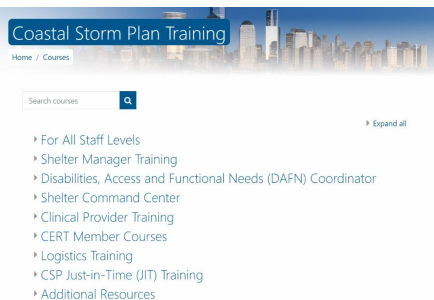 Coastal Storm Plan Training
Home / Courses
Search courses
Expand all
For All Staff Levels
Shelter Manager Training
Disabilities, Access and Functional Needs (DAFN) Coordinator
Shelter Command Center
Clinical Provider Training
CERT Member Courses
Logistics Training
CSP Just-in-Time (JIT) Training
Additional Resources